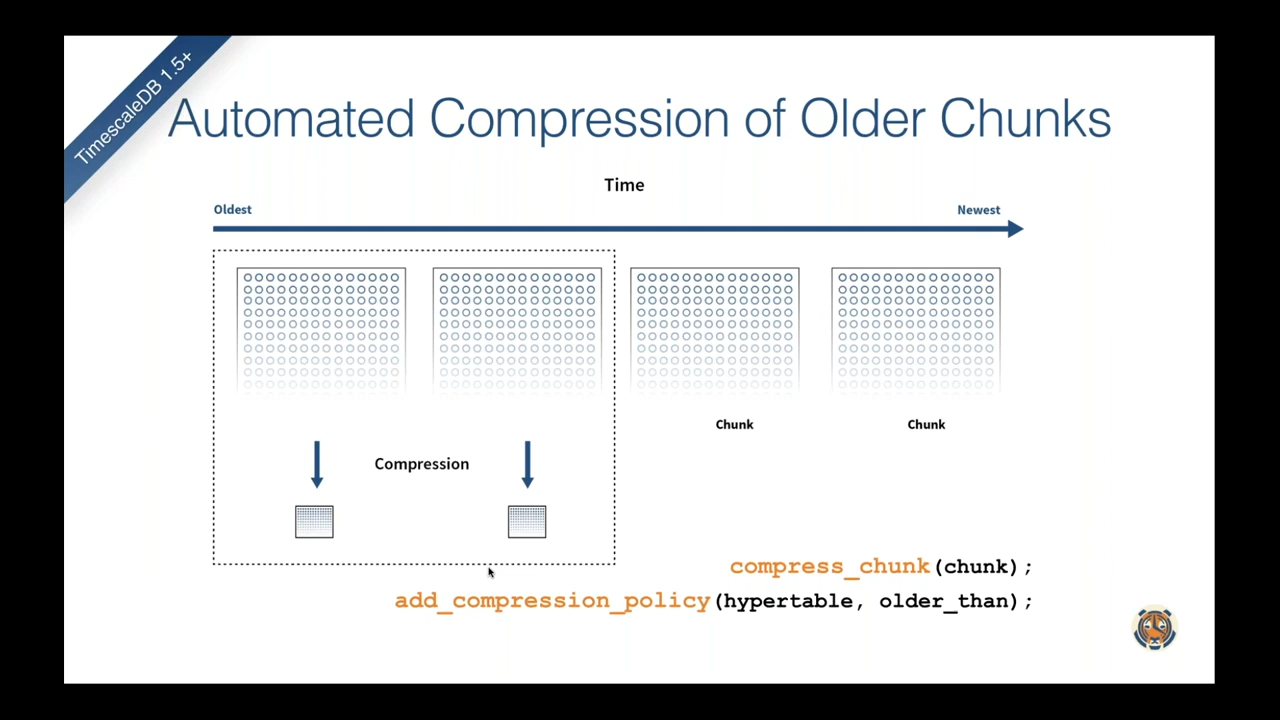 TimescaleDB 1.5+
Automated Compression of Older Chunks
Time
Oldest
Newest
Chunk
Chunk
Compression
compress_chunk(chunk);
add_compression_policy(hypertable, older_than);